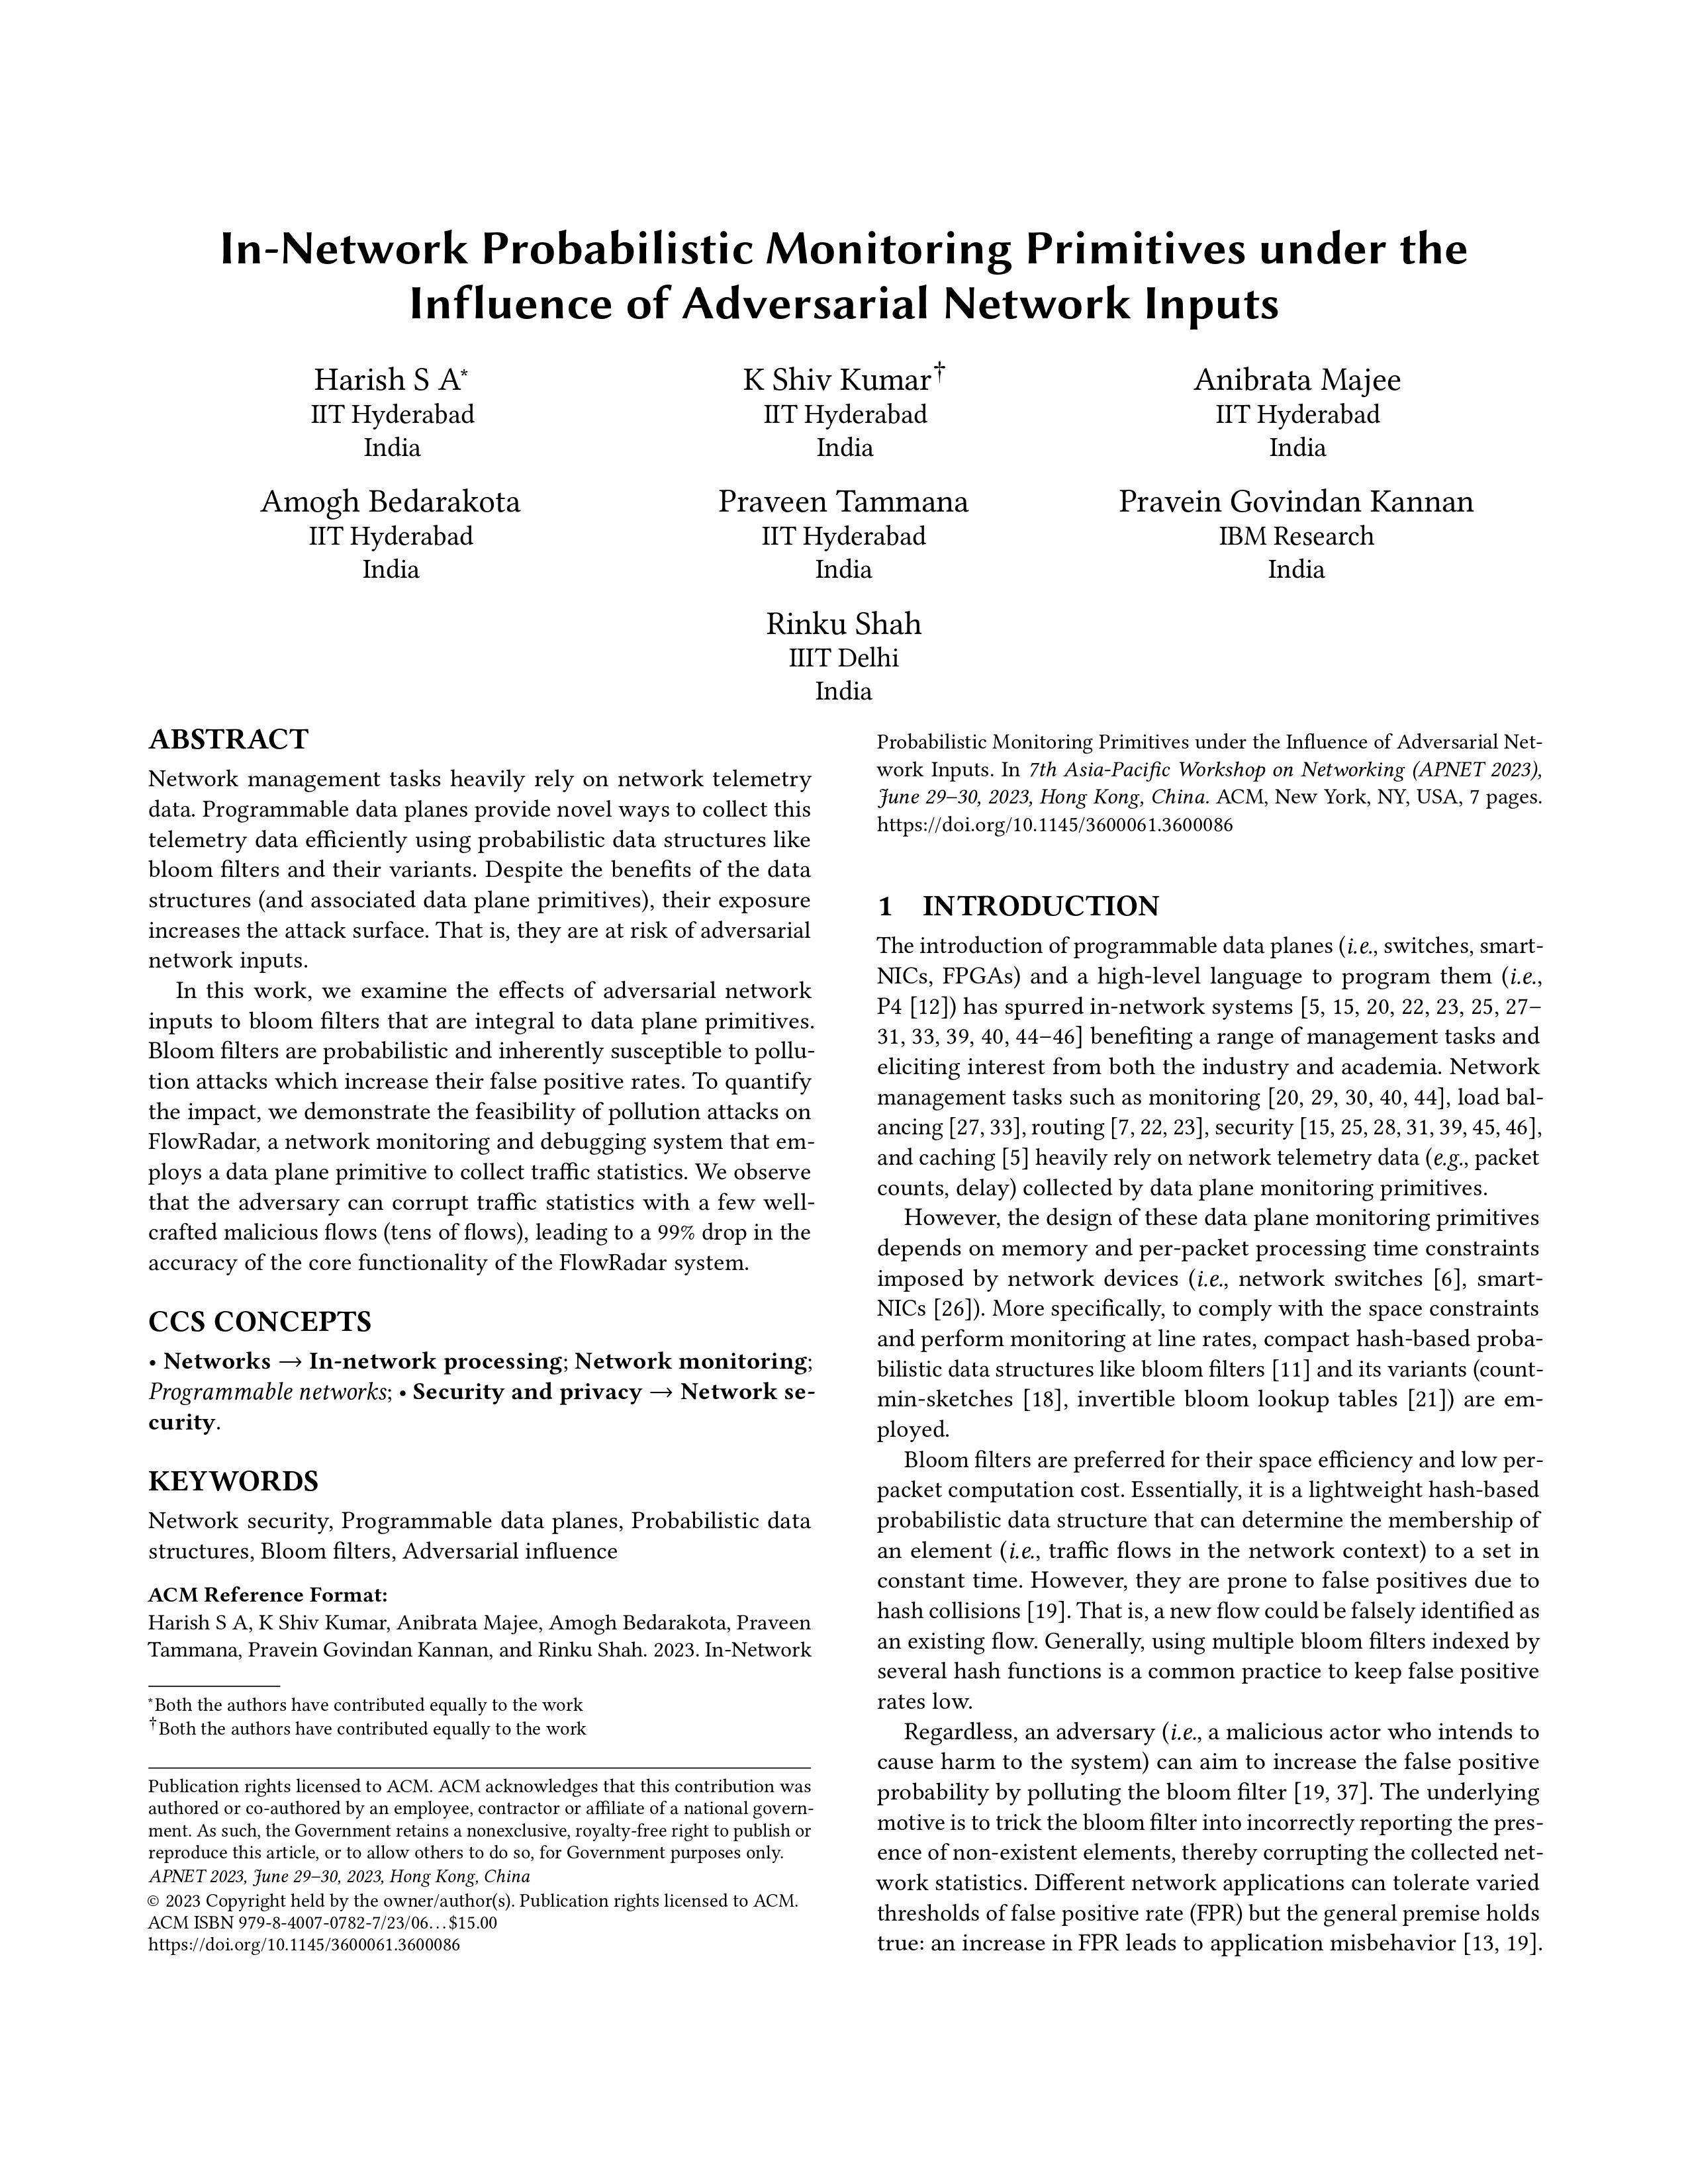 In-Network Probabilistic Monitoring Primitives under the
Influence of Adversarial Network Inputs
Harish S A*
IIT Hyderabad
India
K Shiv Kumar†
IIT Hyderabad
India
Anibrata Majee
IIT Hyderabad
India
Amogh Bedarakota
IIT Hyderabad
India
Praveen Tammana
IIT Hyderabad
India
Pravein Govindan Kannan
IBM Research
India
Rinku Shah
IIIT Delhi
India
ABSTRACT
Network management tasks heavily rely on network telemetry
data. Programmable data planes provide novel ways to collect this
telemetry data efficiently using probabilistic data structures like
bloom filters and their variants. Despite the benefits of the data
structures (and associated data plane primitives), their exposure
increases the attack surface. That is, they are at risk of adversarial
network inputs.
In this work, we examine the effects of adversarial network
inputs to bloom filters that are integral to data plane primitives.
Bloom filters are probabilistic and inherently susceptible to pollu-
tion attacks which increase their false positive rates. To quantify
the impact, we demonstrate the feasibility of pollution attacks on
FlowRadar, a network monitoring and debugging system that em-
ploys a data plane primitive to collect traffic statistics. We observe
that the adversary can corrupt traffic statistics with a few well-
crafted malicious flows (tens of flows), leading to a 99% drop in the
accuracy of the core functionality of the FlowRadar system.
CCS CONCEPTS
• Networks → In-network processing; Network monitoring;
Programmable networks; • Security and privacy → Network se-
curity.
KEYWORDS
Network security, Programmable data planes, Probabilistic data
structures, Bloom filters, Adversarial influence
ACM Reference Format:
Harish S A, K Shiv Kumar, Anibrata Majee, Amogh Bedarakota, Praveen
Tammana, Pravein Govindan Kannan, and Rinku Shah. 2023. In-Network
*Both the authors have contributed equally to the work
†Both the authors have contributed equally to the work
Publication rights licensed to ACM. ACM acknowledges that this contribution was
authored or co-authored by an employee, contractor or affiliate of a national govern-
ment. As such, the Government retains a nonexclusive, royalty-free right to publish or
reproduce this article, or to allow others to do so, for Government purposes only.
APNET 2023, June 29–30, 2023, Hong Kong, China
© 2023 Copyright held by the owner/author(s). Publication rights licensed to ACM.
ACM ISBN 979-8-4007-0782-7/23/06...$15.00
https://doi.org/10.1145/3600061.3600086
Probabilistic Monitoring Primitives under the Influence of Adversarial Net-
work Inputs. In 7th Asia-Pacific Workshop on Networking (APNET 2023),
June 29–30, 2023, Hong Kong, China. ACM, New York, NY, USA, 7 pages.
https://doi.org/10.1145/3600061.3600086
1 INTRODUCTION
The introduction of programmable data planes (i.e., switches, smart-
NICs, FPGAs) and a high-level language to program them (i.e.,
P4 [12]) has spurred in-network systems [5, 15, 20, 22, 23, 25, 27–
31, 33, 39, 40, 44–46] benefiting a range of management tasks and
eliciting interest from both the industry and academia. Network
management tasks such as monitoring [20, 29, 30, 40, 44], load bal-
ancing [27, 33], routing [7, 22, 23], security [15, 25, 28, 31, 39, 45, 46],
and caching [5] heavily rely on network telemetry data (e.g., packet
counts, delay) collected by data plane monitoring primitives.
However, the design of these data plane monitoring primitives
depends on memory and per-packet processing time constraints
imposed by network devices (i.e., network switches [6], smart-
NICs [26]). More specifically, to comply with the space constraints
and perform monitoring at line rates, compact hash-based proba-
bilistic data structures like bloom filters [11] and its variants (count-
min-sketches [18], invertible bloom lookup tables [21]) are em-
ployed.
Bloom filters are preferred for their space efficiency and low per-
packet computation cost. Essentially, it is a lightweight hash-based
probabilistic data structure that can determine the membership of
an element (i.e., traffic flows in the network context) to a set in
constant time. However, they are prone to false positives due to
hash collisions [19]. That is, a new flow could be falsely identified as
an existing flow. Generally, using multiple bloom filters indexed by
several hash functions is a common practice to keep false positive
rates low.
Regardless, an adversary (i.e., a malicious actor who intends to
cause harm to the system) can aim to increase the false positive
probability by polluting the bloom filter [19, 37]. The underlying
motive is to trick the bloom filter into incorrectly reporting the pres-
ence of non-existent elements, thereby corrupting the collected net-
work statistics. Different network applications can tolerate varied
thresholds of false positive rate (FPR) but the general premise holds
true: an increase in FPR leads to application misbehavior [13, 19].